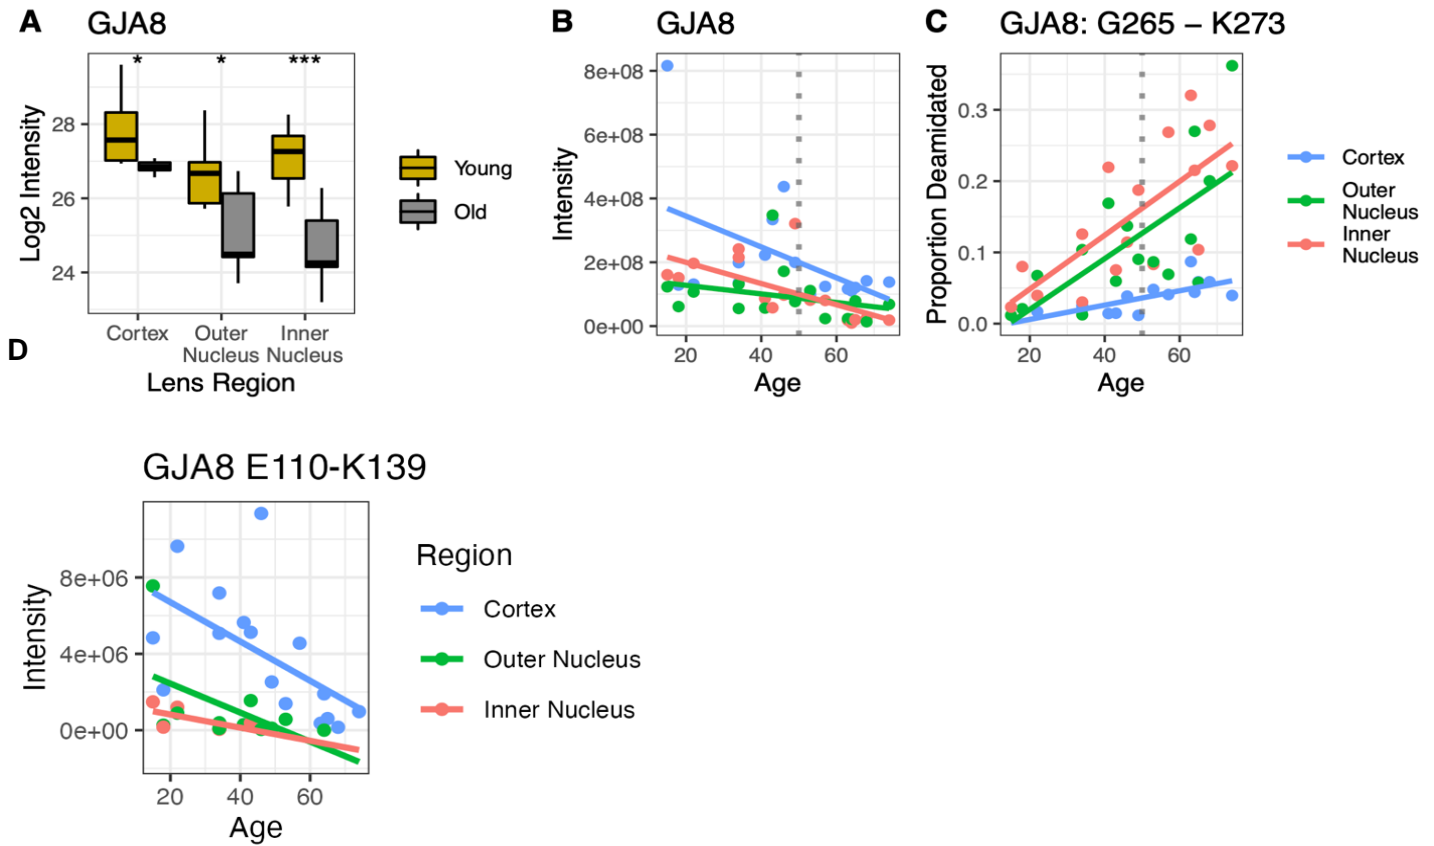 A GJA8
* * ***
Log2 Intensity
28
26
24
Cortex Outer Inner
Nucleus Nucleus
Lens Region
Young
Old
B GJA8
Intensity
8e+08
6e+08
4e+08
2e+08
0e+00
20 40 60
Age
C GJA8: G265 – K273
Proportion Deamidated
0.3
0.2
0.1
0.0
20 40 60
Age
Cortex
Outer
Nucleus
Inner
Nucleus
D
GJA8 E110-K139
Intensity
8e+06
4e+06
0e+00
20 40 60
Age
Region
Cortex
Outer Nucleus
Inner Nucleus